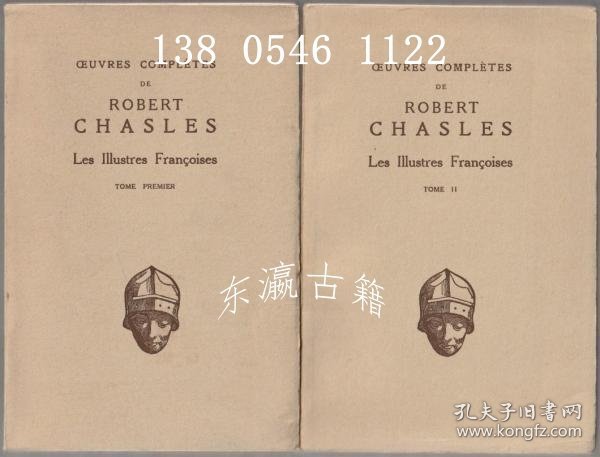 138 0546 1122
ŒUVRES COMPLÈTES
DE
ROBERT
CHASLES
Les Illustres Françoises
TOME PREMIER
ŒUVRES COMPLÈTES
DE
ROBERT
CHASLES
Les Illustres Françoises
TOME II
东瀛古籍
孔夫子旧书网
www.kongfz.com